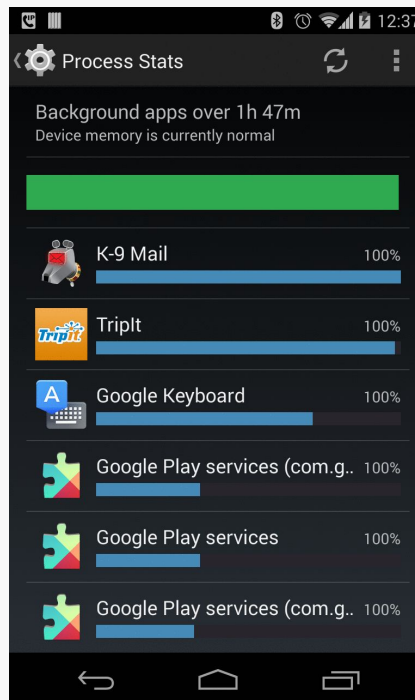 12:37
Process Stats
Background apps over 1h 47m
Device memory is currently normal
K-9 Mail 100%
TripIt
TripIt 100%
A
Google Keyboard 100%
Google Play services (com.g.. 100%
Google Play services 100%
Google Play services (com.g.. 100%